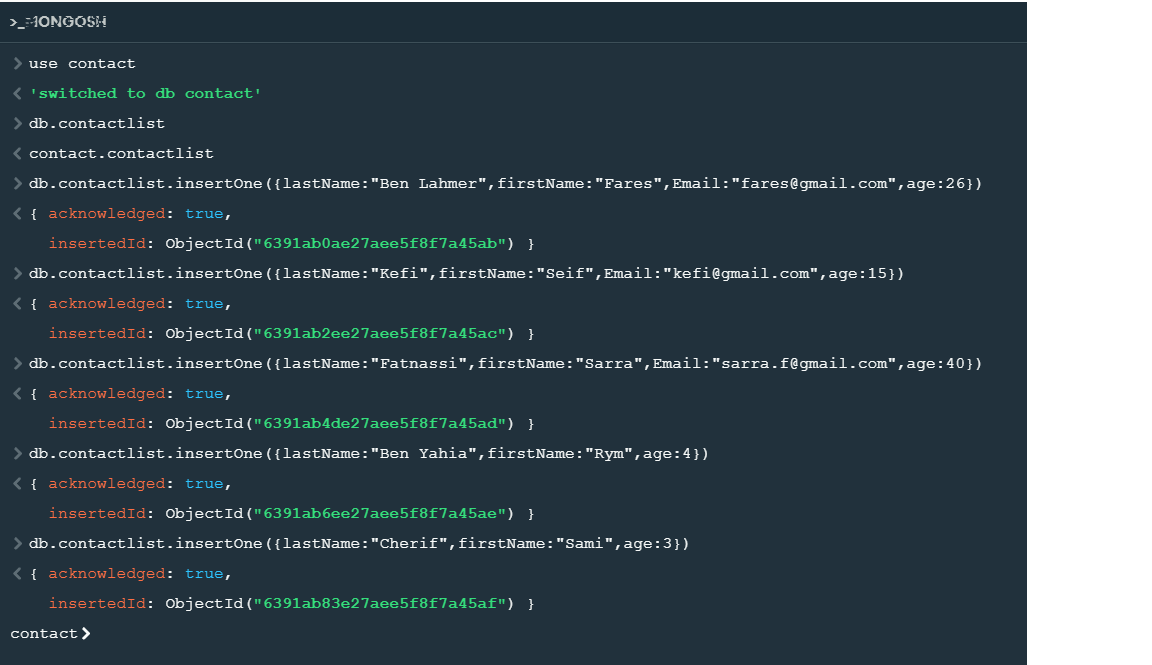 >_MONGOSH
> use contact
< 'switched to db contact'
> db.contactlist
< contact.contactlist
> db.contactlist.insertOne({lastName:"Ben Lahmer",firstName:"Fares",Email:"fares@gmail.com",age:26})
< { acknowledged: true,
insertedId: ObjectId("6391ab0ae27aee5f8f7a45ab") }
> db.contactlist.insertOne({lastName:"Kefi",firstName:"Seif",Email:"kefi@gmail.com",age:15})
< { acknowledged: true,
insertedId: ObjectId("6391ab2ee27aee5f8f7a45ac") }
> db.contactlist.insertOne({lastName:"Fatnassi",firstName:"Sarra",Email:"sarra.f@gmail.com",age:40})
< { acknowledged: true,
insertedId: ObjectId("6391ab4de27aee5f8f7a45ad") }
> db.contactlist.insertOne({lastName:"Ben Yahia",firstName:"Rym",age:4})
< { acknowledged: true,
insertedId: ObjectId("6391ab6ee27aee5f8f7a45ae") }
> db.contactlist.insertOne({lastName:"Cherif",firstName:"Sami",age:3})
< { acknowledged: true,
insertedId: ObjectId("6391ab83e27aee5f8f7a45af") }
contact>